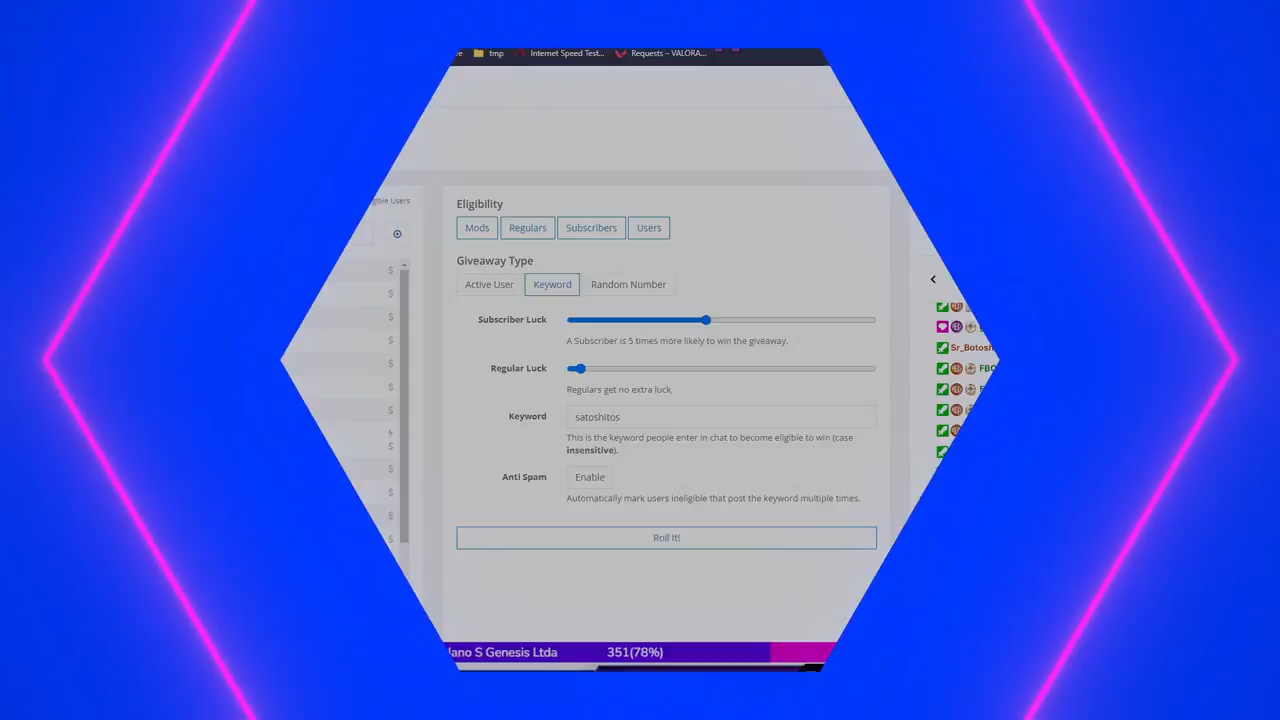 tmp Internet Speed Test... Requests – VALORA...
Eligibility
Mods Regulars Subscribers Users
Giveaway Type
Active User Keyword Random Number
Subscriber Luck
A Subscriber is 5 times more likely to win the giveaway.
Regular Luck
Regulars get no extra luck.
Keyword satoshitos
This is the keyword people enter in chat to become eligible to win (case
insensitive).
Anti Spam Enable
Automatically mark users ineligible that post the keyword multiple times.
Roll It!
Users
$
$
$
$
$
$
$
$
$
$
$
Sr_Botosh
FBO
S Genesis Ltda 351(78%)